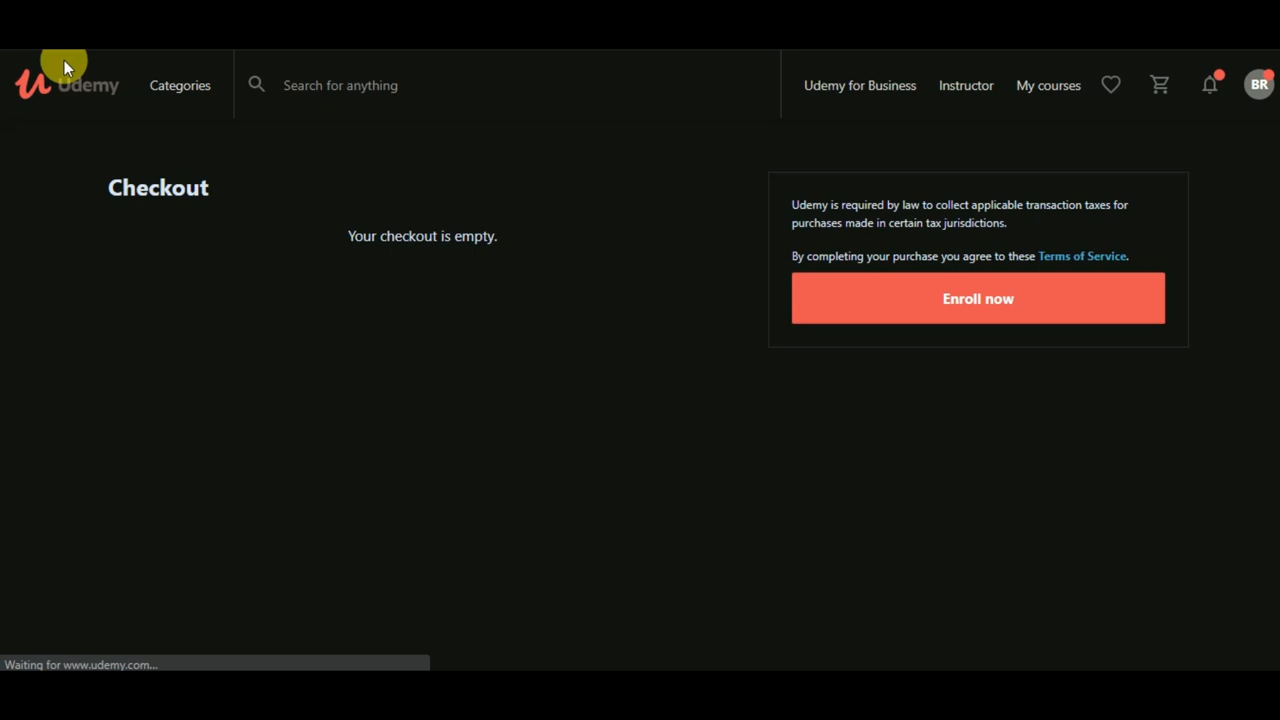 Udemy
Categories
Search for anything
Udemy for Business
Instructor
My courses
BR
Checkout
Your checkout is empty.
Udemy is required by law to collect applicable transaction taxes for
purchases made in certain tax jurisdictions.
By completing your purchase you agree to these Terms of Service.
Enroll now
Waiting for www.udemy.com...